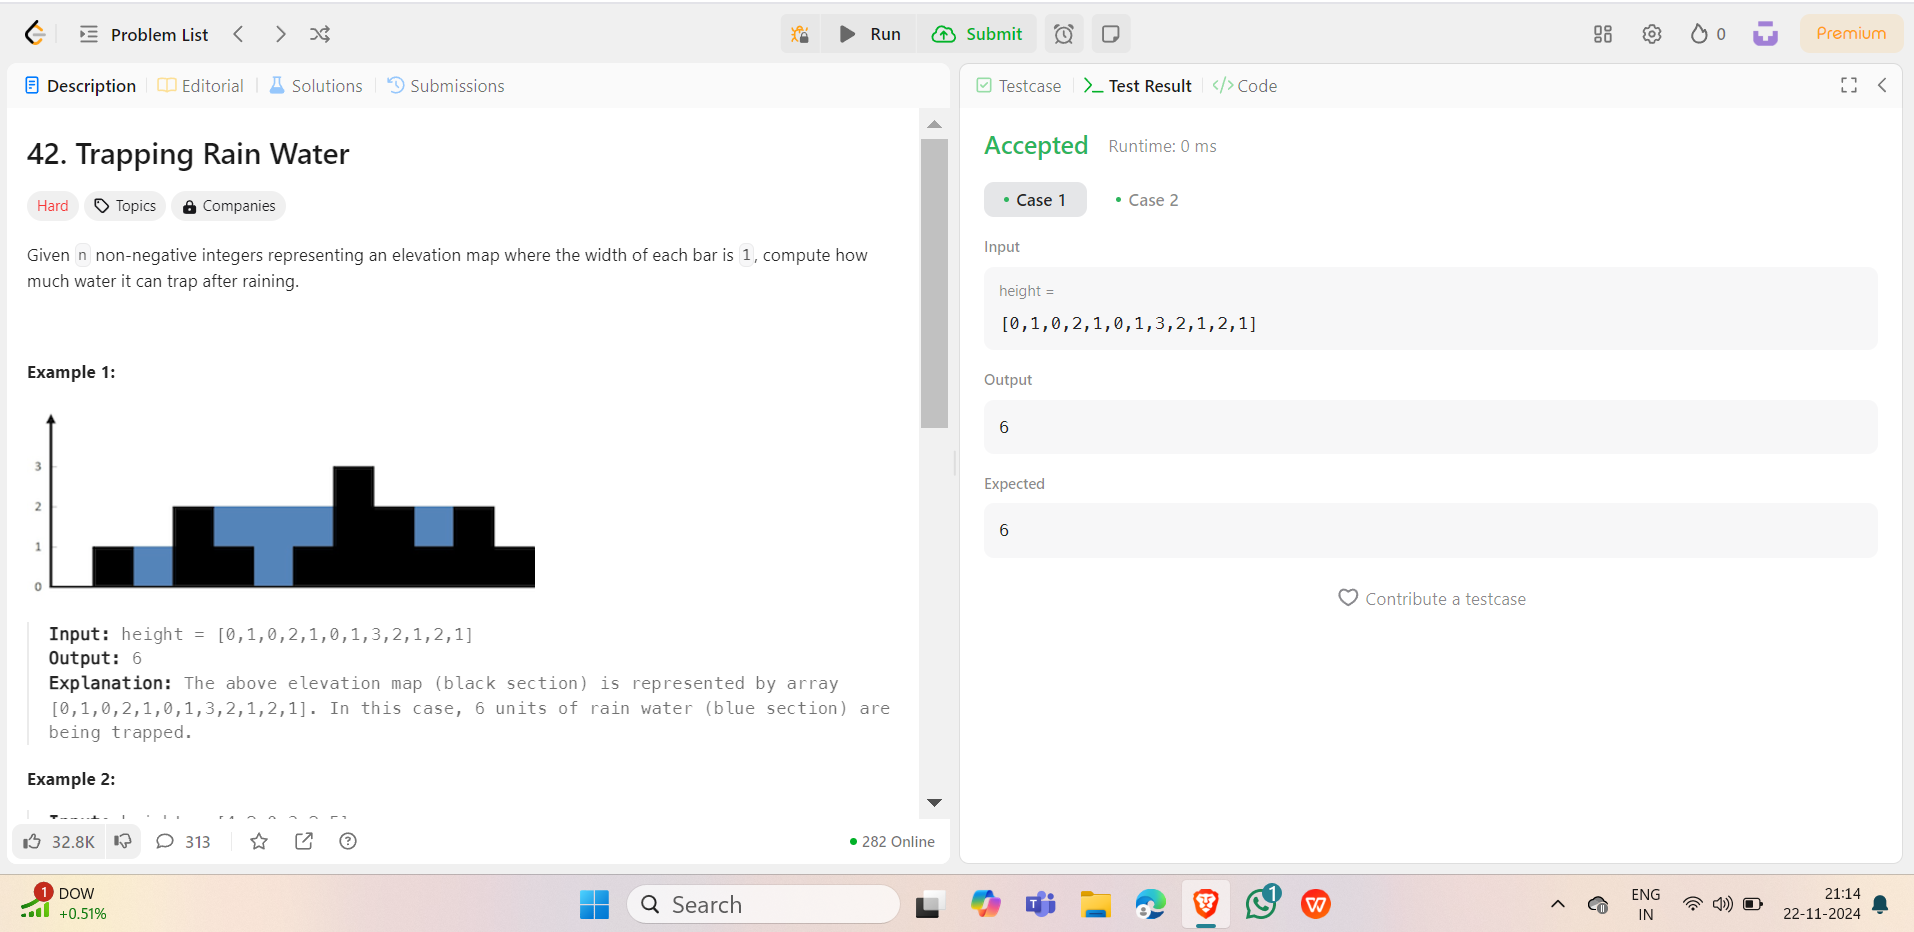 Problem List
Run
Submit
0
Premium
Description
Editorial
Solutions
Submissions
42. Trapping Rain Water
Hard
Topics
Companies
Given n non-negative integers representing an elevation map where the width of each bar is 1, compute how
much water it can trap after raining.
Example 1:
3
2
1
0
Input: height = [0,1,0,2,1,0,1,3,2,1,2,1]
Output: 6
Explanation: The above elevation map (black section) is represented by array
[0,1,0,2,1,0,1,3,2,1,2,1]. In this case, 6 units of rain water (blue section) are
being trapped.
Example 2:
32.8K
313
282 Online
Testcase
Test Result
Code
Accepted Runtime: 0 ms
Case 1
Case 2
Input
height =
[0,1,0,2,1,0,1,3,2,1,2,1]
Output
6
Expected
6
Contribute a testcase
1
DOW
+0.51%
Search
1
ENG
IN
21:14
22-11-2024